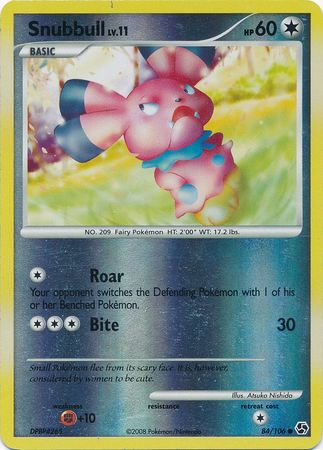 Snubbull LV.11 HP 60
BASIC
NO. 209 Fairy Pokémon HT: 2'00" WT: 17.2 lbs.
Roar
Your opponent switches the Defending Pokémon with 1 of his
or her Benched Pokémon.
Bite 30
Small Pokémon flee from its scary face. It is, however,
considered by women to be cute.
Illus. Atsuko Nishida
weakness resistance retreat cost
+10
DPBP#265 ©2008 Pokémon/Nintendo 84/106